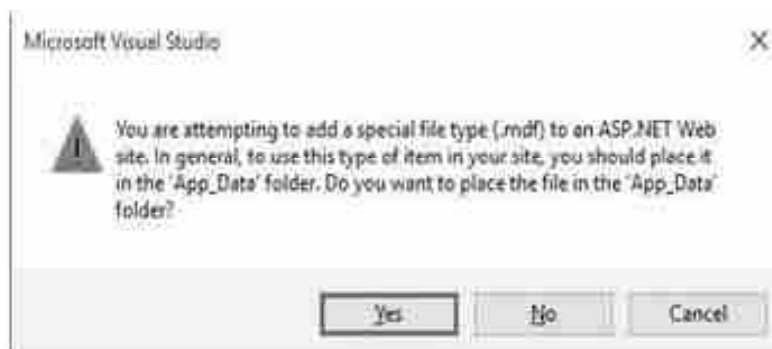 Microsoft Visual Studio
You are attempting to add a special file type (.mdf) to an ASP.NET Web
site. In general, to use this type of item in your site, you should place it
in the 'App_Data' folder. Do you want to place the file in the 'App_Data'
folder?
Yes No Cancel